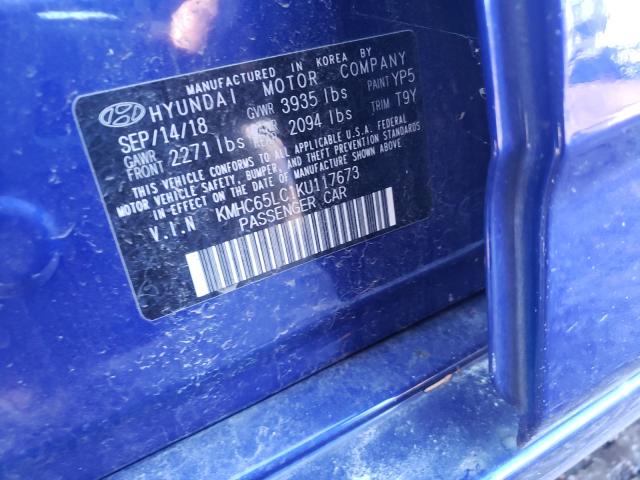 MANUFACTURED IN KOREA BY
HYUNDAI MOTOR COMPANY
SEP/14/18 GVWR 3935 lbs PAINT YP5
GAWR FRONT 2271 lbs 2094 lbs TRIM T9Y
THIS VEHICLE CONFORMS TO ALL APPLICABLE U.S.A. FEDERAL
MOTOR VEHICLE SAFETY, BUMPER, AND THEFT PREVENTION STANDARDS
IN EFFECT ON THE DATE OF MANUFACTURE SHOWN ABOVE.
V.I.N KMHC65LC1KU117673
PASSENGER CAR